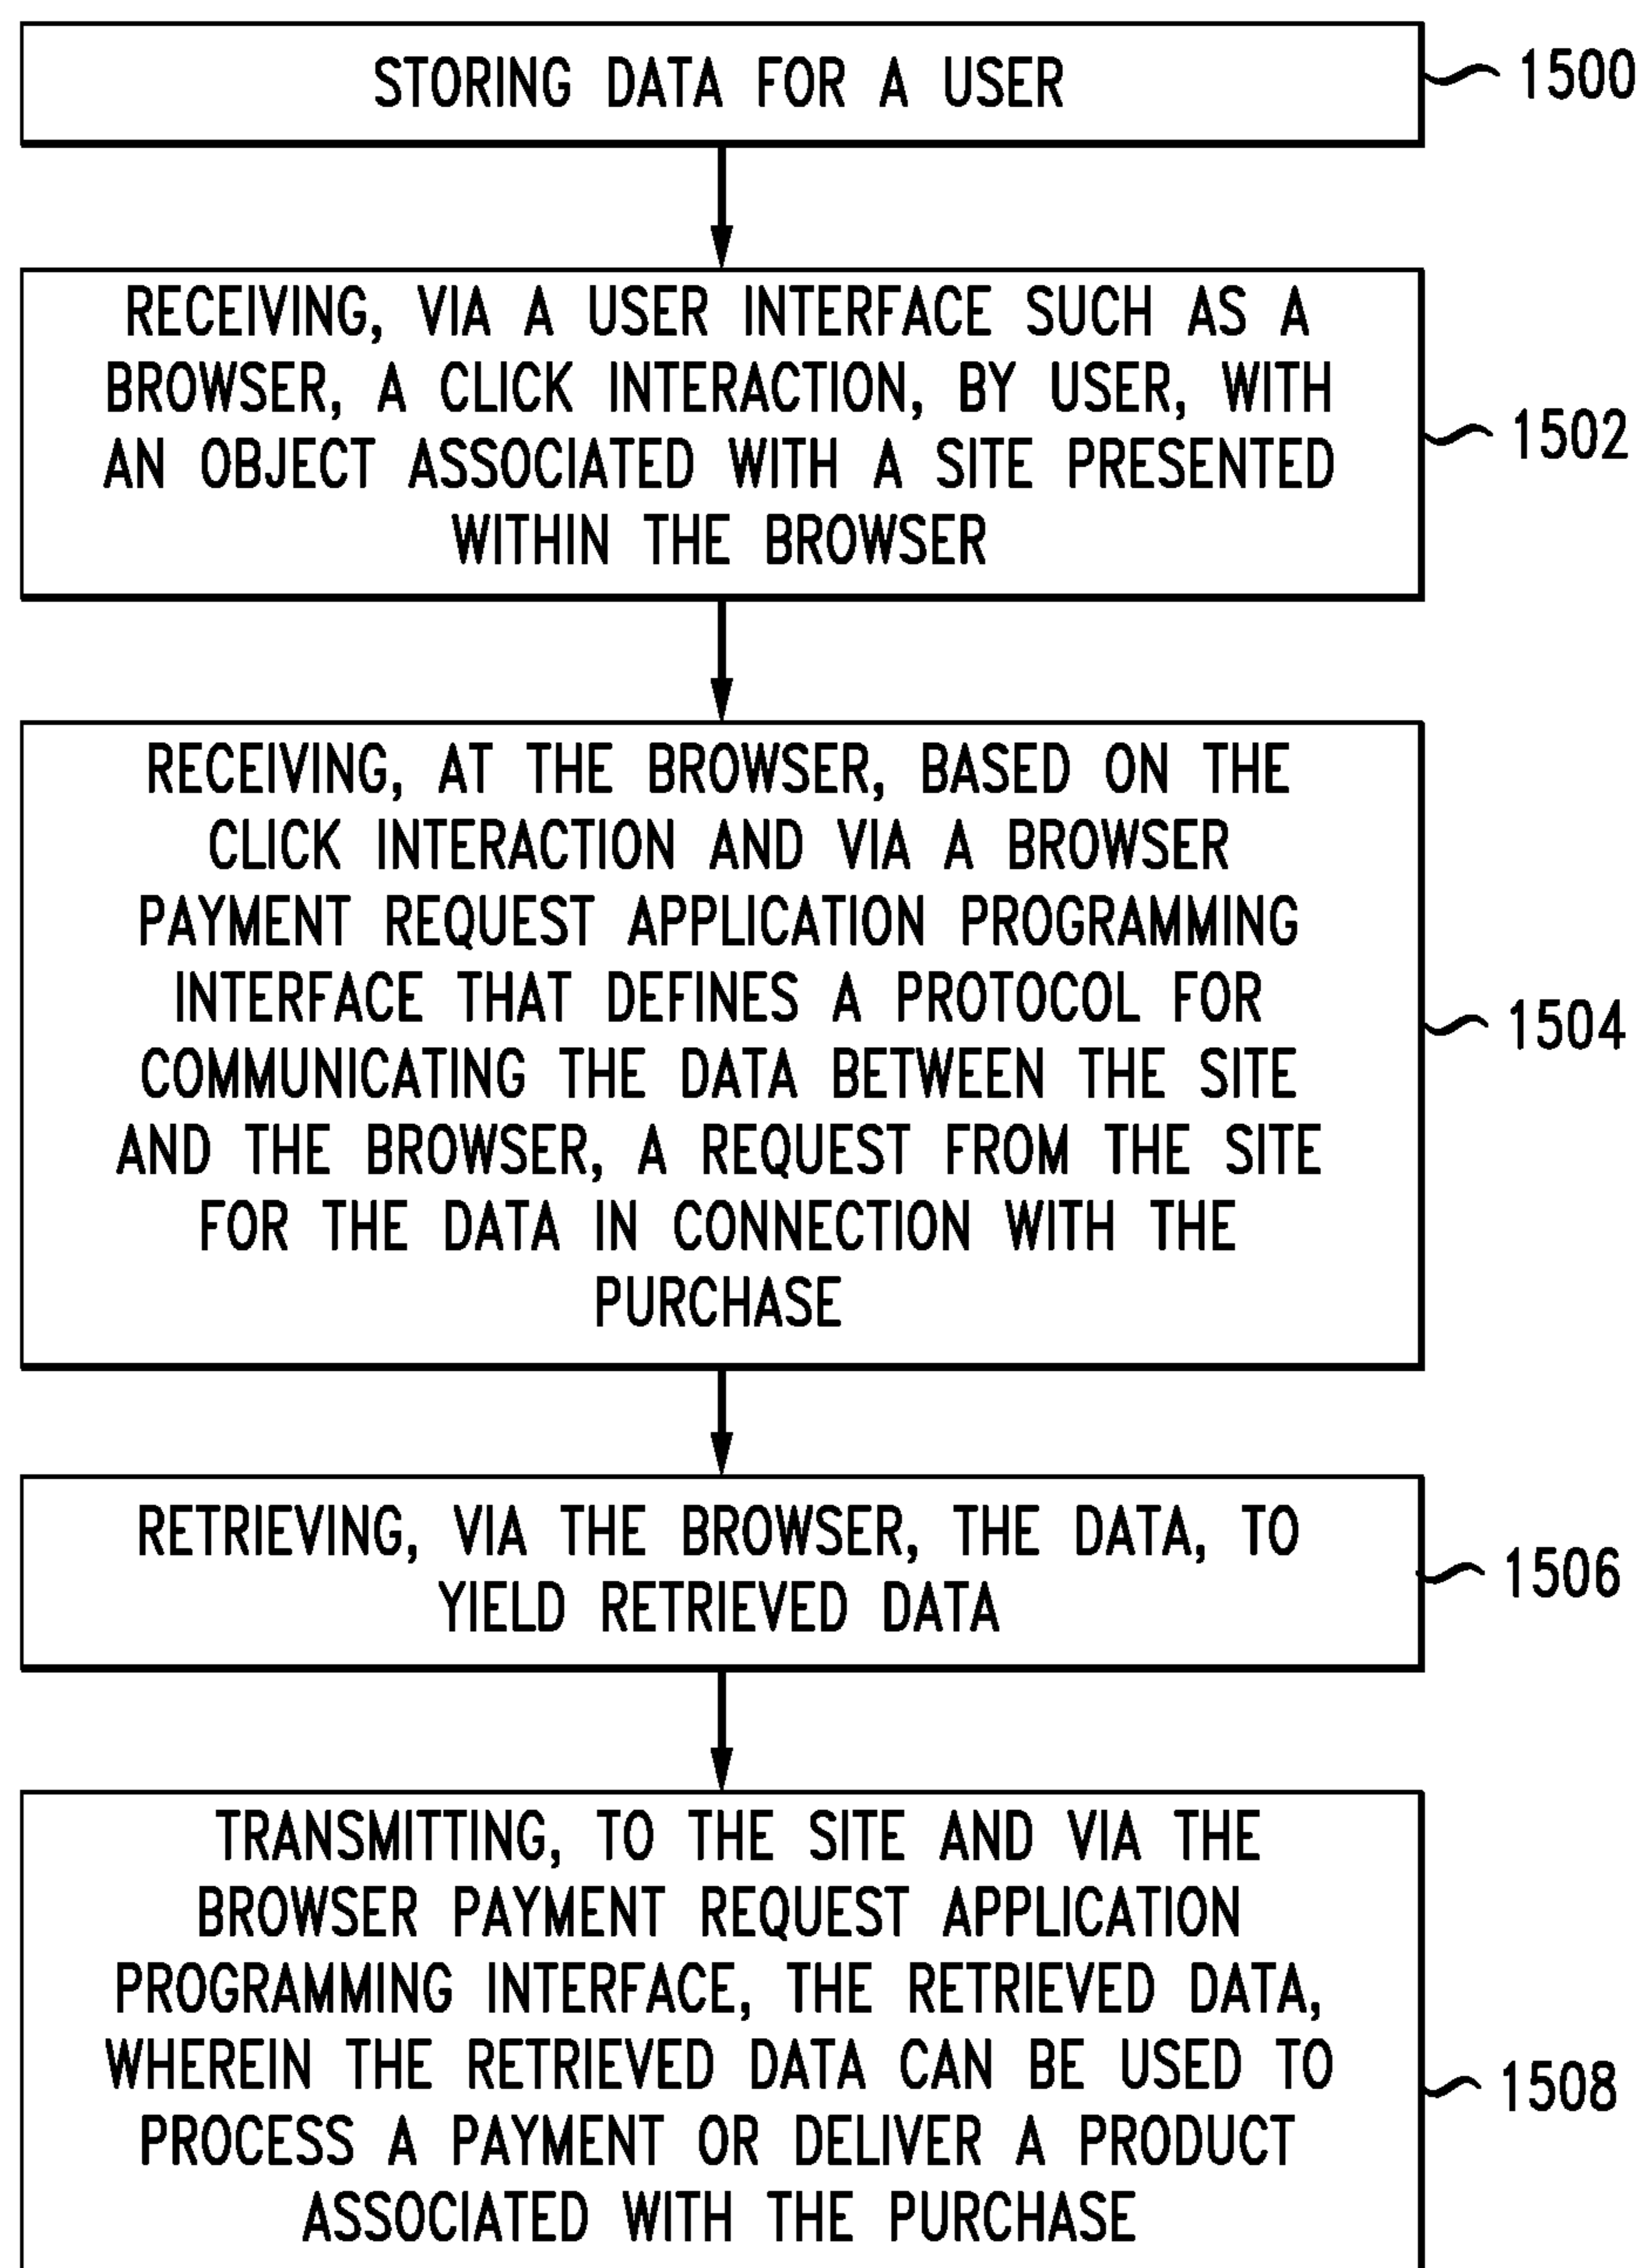 STORING DATA FOR A USER
1500
RECEIVING, VIA A USER INTERFACE SUCH AS A
BROWSER, A CLICK INTERACTION, BY USER, WITH
AN OBJECT ASSOCIATED WITH A SITE PRESENTED
WITHIN THE BROWSER
1502
RECEIVING, AT THE BROWSER, BASED ON THE
CLICK INTERACTION AND VIA A BROWSER
PAYMENT REQUEST APPLICATION PROGRAMMING
INTERFACE THAT DEFINES A PROTOCOL FOR
COMMUNICATING THE DATA BETWEEN THE SITE
AND THE BROWSER, A REQUEST FROM THE SITE
FOR THE DATA IN CONNECTION WITH THE
PURCHASE
1504
RETRIEVING, VIA THE BROWSER, THE DATA, TO
YIELD RETRIEVED DATA
1506
TRANSMITTING, TO THE SITE AND VIA THE
BROWSER PAYMENT REQUEST APPLICATION
PROGRAMMING INTERFACE, THE RETRIEVED DATA,
WHEREIN THE RETRIEVED DATA CAN BE USED TO
PROCESS A PAYMENT OR DELIVER A PRODUCT
ASSOCIATED WITH THE PURCHASE
1508